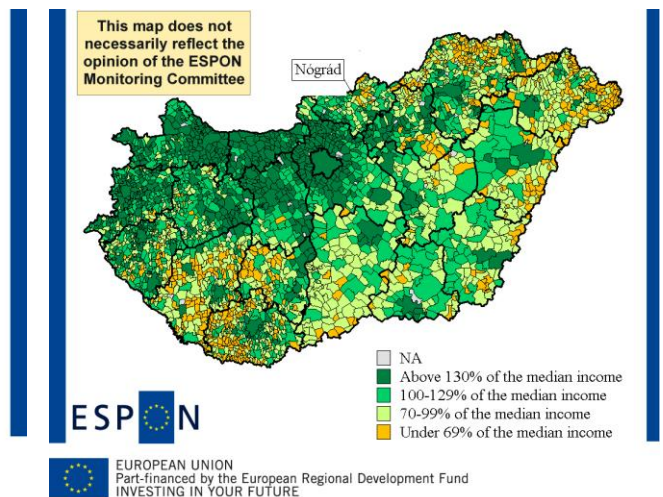 This map does not
necessarily reflect the
opinion of the ESPON
Monitoring Committee
Nógrád
NA
Above 130% of the median income
100-129% of the median income
70-99% of the median income
Under 69% of the median income
ESPON
EUROPEAN UNION
Part-financed by the European Regional Development Fund
INVESTING IN YOUR FUTURE